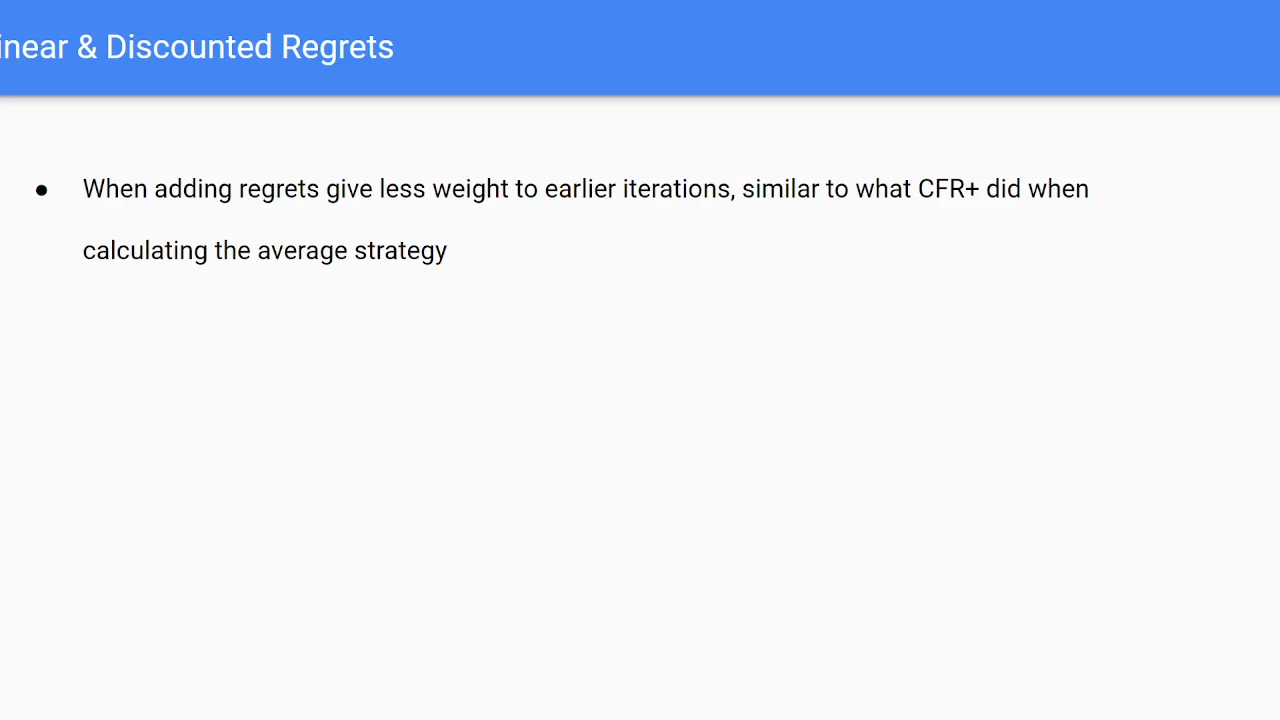 inear & Discounted Regrets
● When adding regrets give less weight to earlier iterations, similar to what CFR+ did when
calculating the average strategy